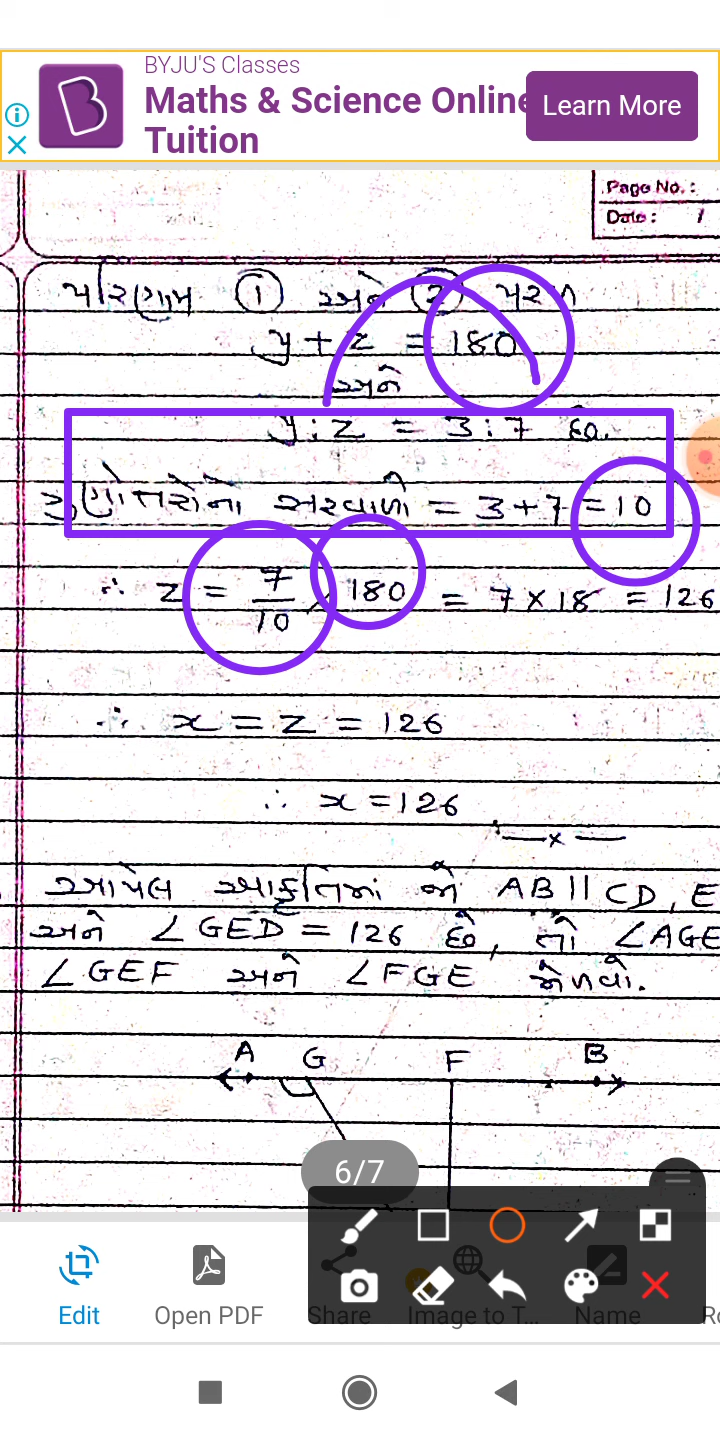 BYJU'S Classes
Maths & Science Online
Tuition
Learn More
Page No. :
Date : /
પરિણામ ① અને ② પરથી
y + z = 180
અને
y : z = 3 : 7 છે.
ગુણોત્તરોનો સરવાળો = 3 + 7 = 10
∴ z = 7/10 × 180 = 7 × 18 = 126
∴ x = z = 126
∴ x = 126
— x —
આપેલ આકૃતિમાં જો AB || CD, E
અને ∠GED = 126 છે, તો ∠AGE
∠GEF અને ∠FGE મેળવો.
A G F B
6/7
Edit Open PDF Share Image to T... Name